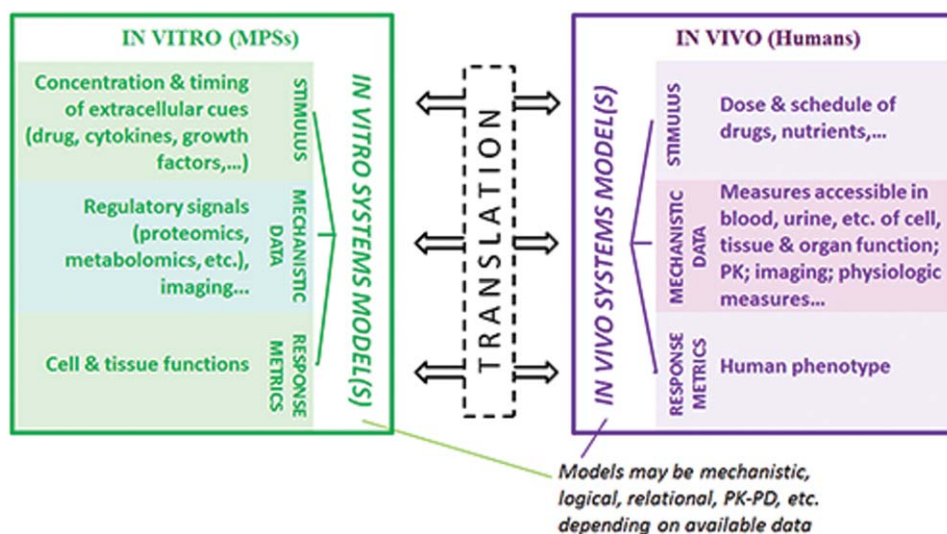 IN VITRO (MPSs)
Concentration & timing
of extracellular cues
(drug, cytokines, growth
factors,...)
STIMULUS
Regulatory signals
(proteomics,
metabolomics, etc.),
imaging...
MECHANISTIC
DATA
Cell & tissue functions
RESPONSE
METRICS
IN VITRO SYSTEMS MODEL(S)
TRANSLATION
IN VIVO (Humans)
IN VIVO SYSTEMS MODEL(S)
STIMULUS
Dose & schedule of
drugs, nutrients,...
MECHANISTIC
DATA
Measures accessible in
blood, urine, etc. of cell,
tissue & organ function;
PK; imaging; physiologic
measures...
RESPONSE
METRICS
Human phenotype
Models may be mechanistic,
logical, relational, PK-PD, etc.
depending on available data